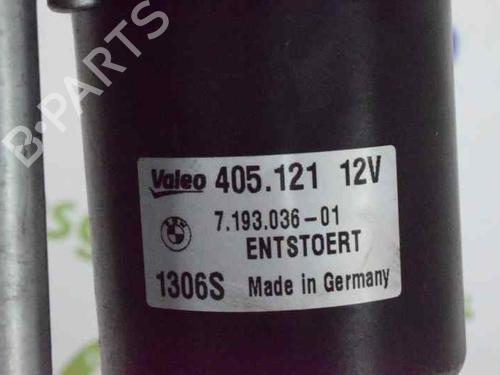 Valeo 405.121 12V
7.193.036-01
ENTSTOERT
1306S Made in Germany
B-PARTS